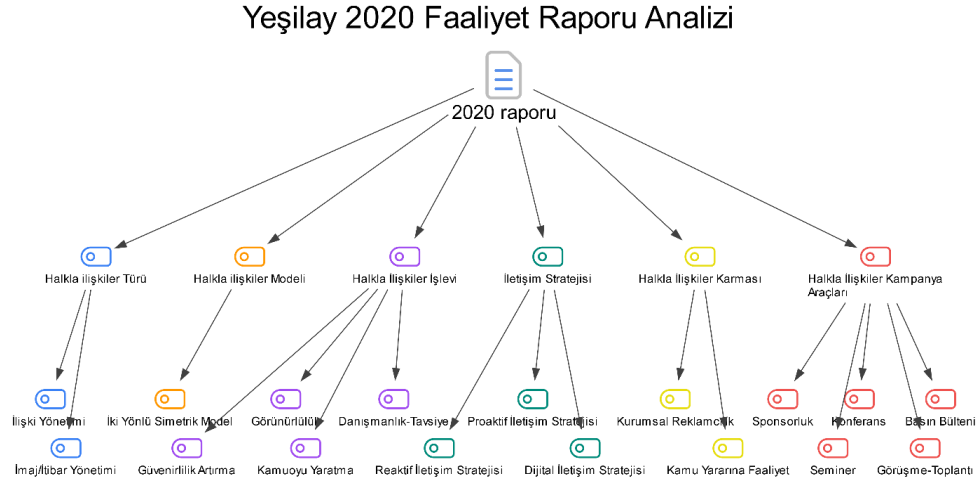 Yeşilay 2020 Faaliyet Raporu Analizi
2020 raporu
Halkla ilişkiler Türü
Halkla ilişkiler Modeli
Halkla İlişkiler İşlevi
İletişim Stratejisi
Halkla İlişkiler Karması
Halkla İlişkiler Kampanya
Araçları
İlişki Yönetimi
İki Yönlü Simetrik Model
Görünürlülük
Danışmanlık-Tavsiye
Proaktif İletişim Stratejisi
Kurumsal Reklamcılık
Sponsorluk
Konferans
Basın Bülteni
İmaj/İtibar Yönetimi
Güvenirlilik Artırma
Kamuoyu Yaratma
Reaktif İletişim Stratejisi
Dijital İletişim Stratejisi
Kamu Yararına Faaliyet
Seminer
Görüşme-Toplantı